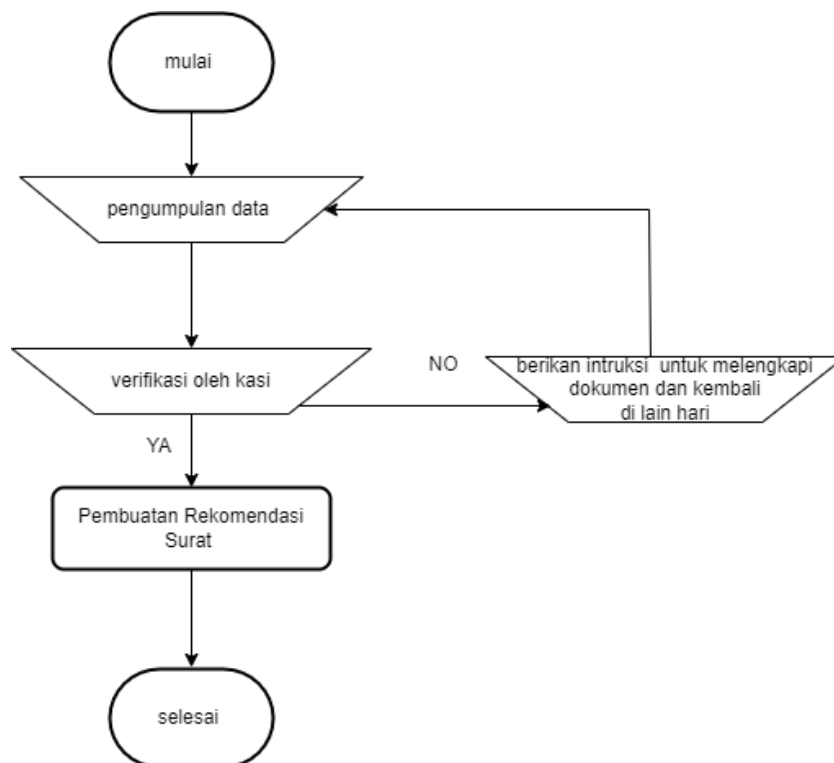 mulai
pengumpulan data
verifikasi oleh kasi
NO
berikan intruksi untuk melengkapi
dokumen dan kembali
di lain hari
YA
Pembuatan Rekomendasi
Surat
selesai